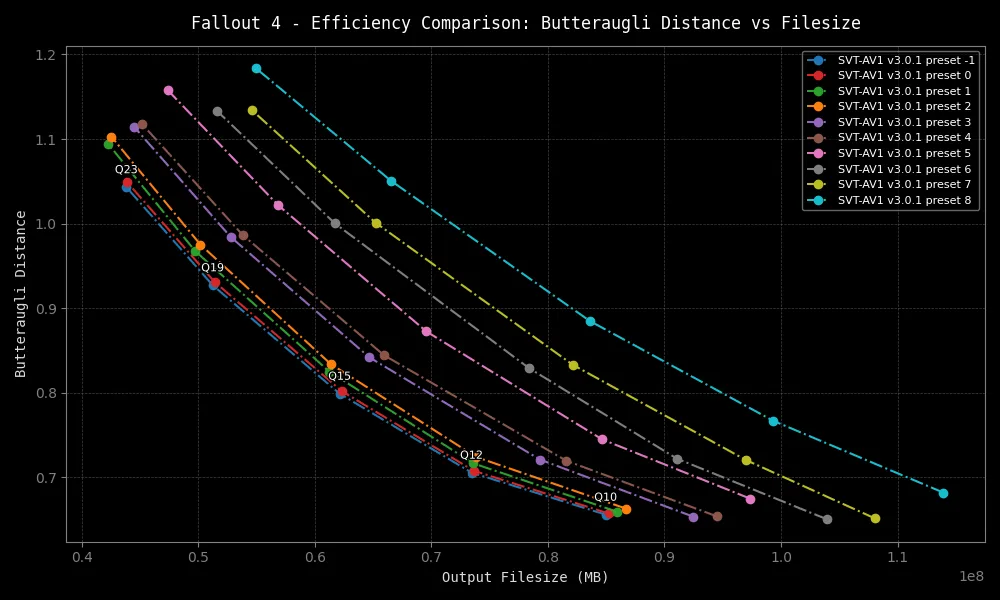 Fallout 4 - Efficiency Comparison: Butteraugli Distance vs Filesize
1.2
1.1
1.0
0.9
0.8
0.7
Butteraugli Distance
SVT-AV1 v3.0.1 preset -1
SVT-AV1 v3.0.1 preset 0
SVT-AV1 v3.0.1 preset 1
SVT-AV1 v3.0.1 preset 2
SVT-AV1 v3.0.1 preset 3
SVT-AV1 v3.0.1 preset 4
SVT-AV1 v3.0.1 preset 5
SVT-AV1 v3.0.1 preset 6
SVT-AV1 v3.0.1 preset 7
SVT-AV1 v3.0.1 preset 8
Q23
Q19
Q15
Q12
Q10
0.4 0.5 0.6 0.7 0.8 0.9 1.0 1.1
1e8
Output Filesize (MB)